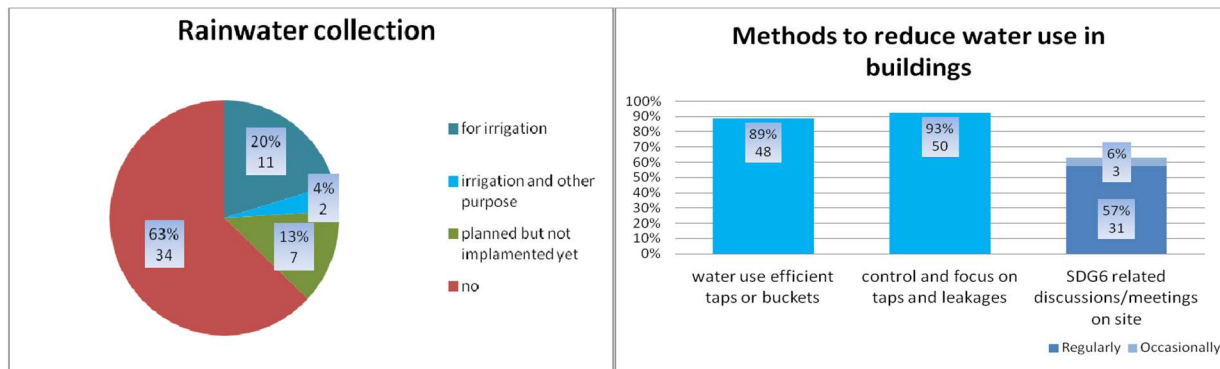 Rainwater collection
20%
11
4%
2
13%
7
63%
34
for irrigation
irrigation and other
purpose
planned but not
implamented yet
no
Methods to reduce water use in
buildings
100%
90%
80%
70%
60%
50%
40%
30%
20%
10%
0%
89%
48
93%
50
6%
3
57%
31
water use efficient
taps or buckets
control and focus on
taps and leakages
SDG6 related
discussions/meetings
on site
Regularly
Occasionally